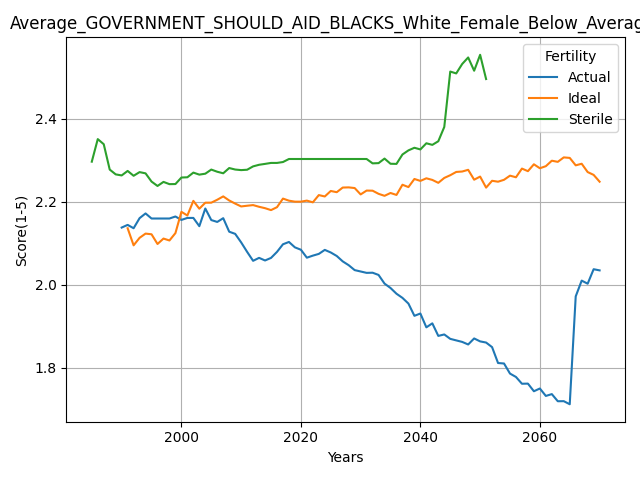 Average_GOVERNMENT_SHOULD_AID_BLACKS_White_Female_Below_Averag
Fertility
Actual
Ideal
Sterile
2.4
2.2
2.0
1.8
Score(1-5)
2000
2020
2040
2060
Years